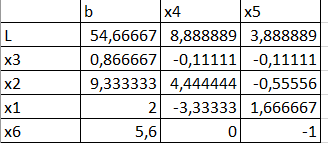 b x4 x5
L 54,66667 8,888889 3,888889
x3 0,866667 -0,11111 -0,11111
x2 9,333333 4,444444 -0,55556
x1 2 -3,33333 1,666667
x6 5,6 0 -1